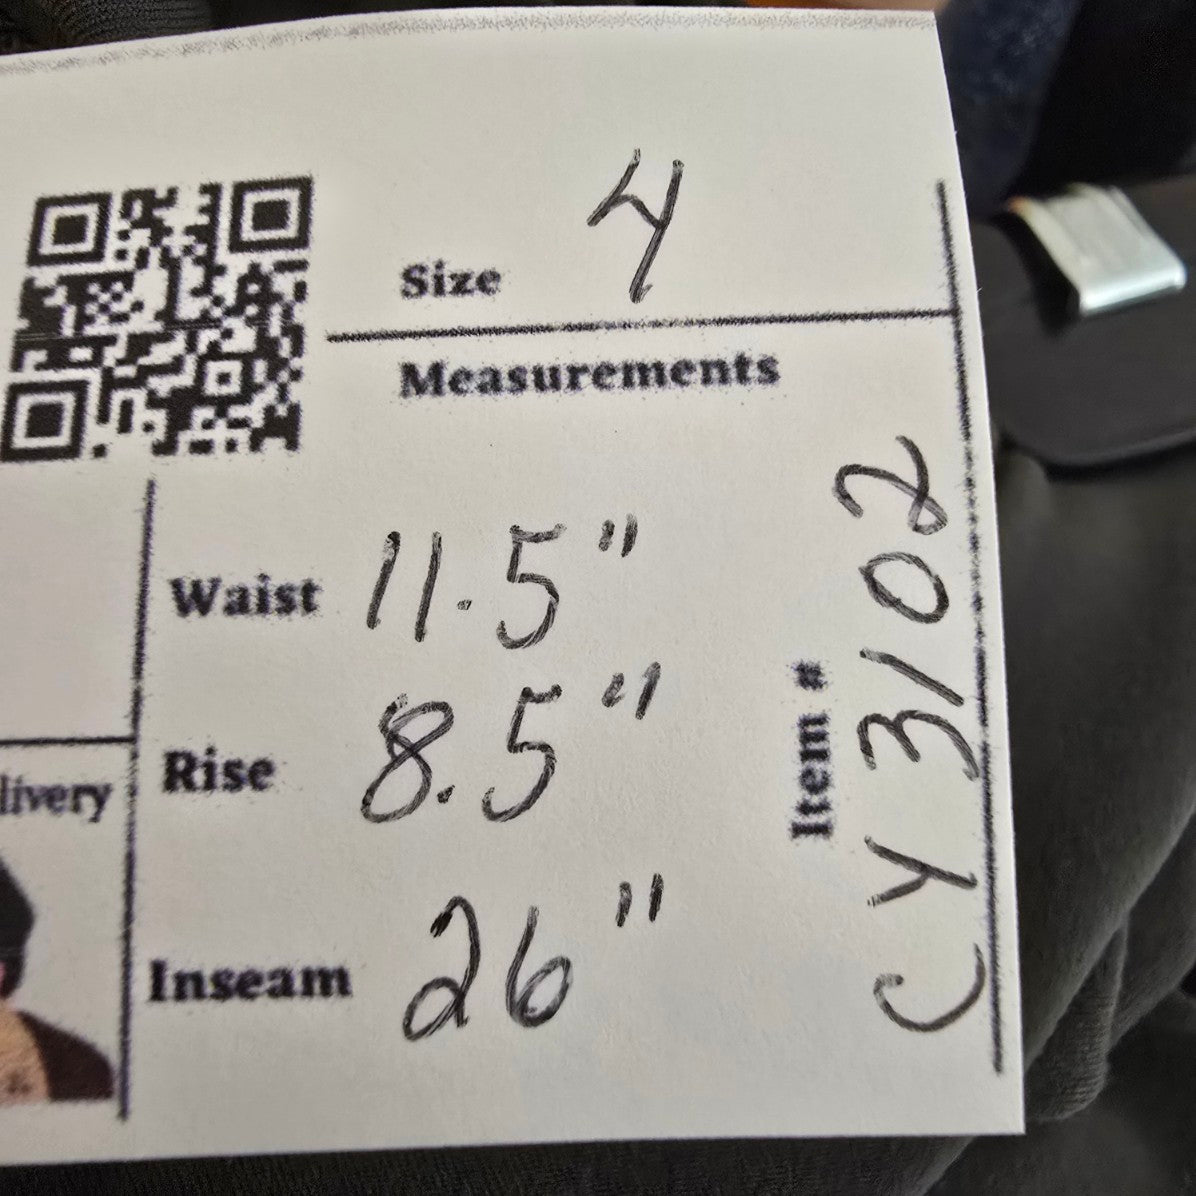 Size 4
Measurements
Waist 11.5"
Rise 8.5"
Inseam 26"
Item # CY3102
livery